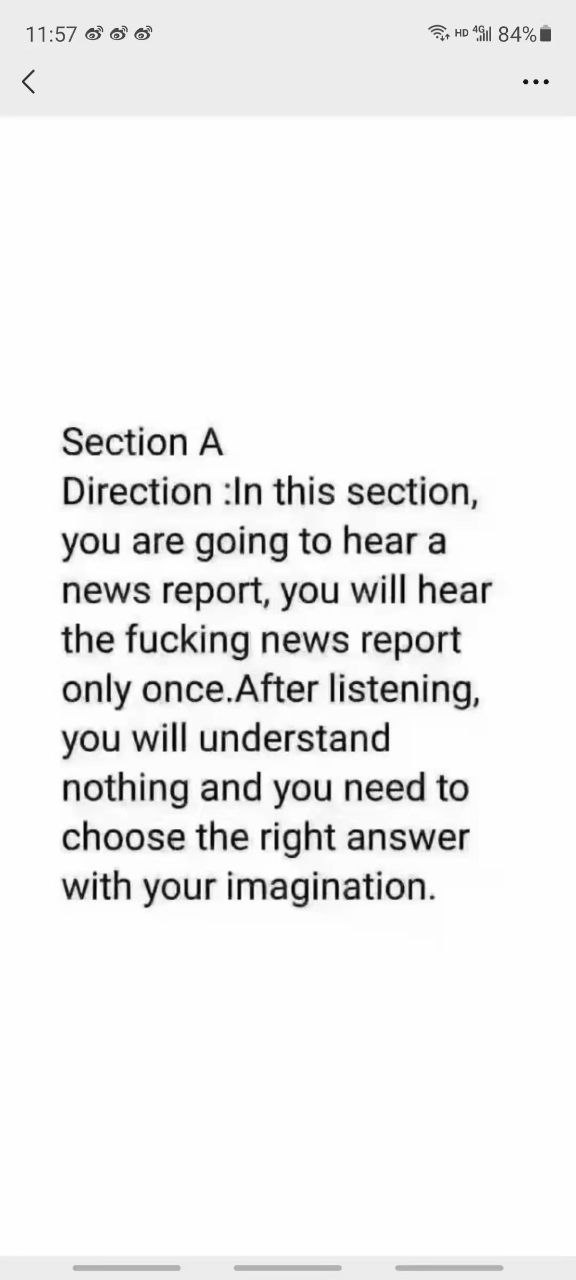 11:57 HD 4G 84%
Section A
Direction :In this section,
you are going to hear a
news report, you will hear
the fucking news report
only once.After listening,
you will understand
nothing and you need to
choose the right answer
with your imagination.